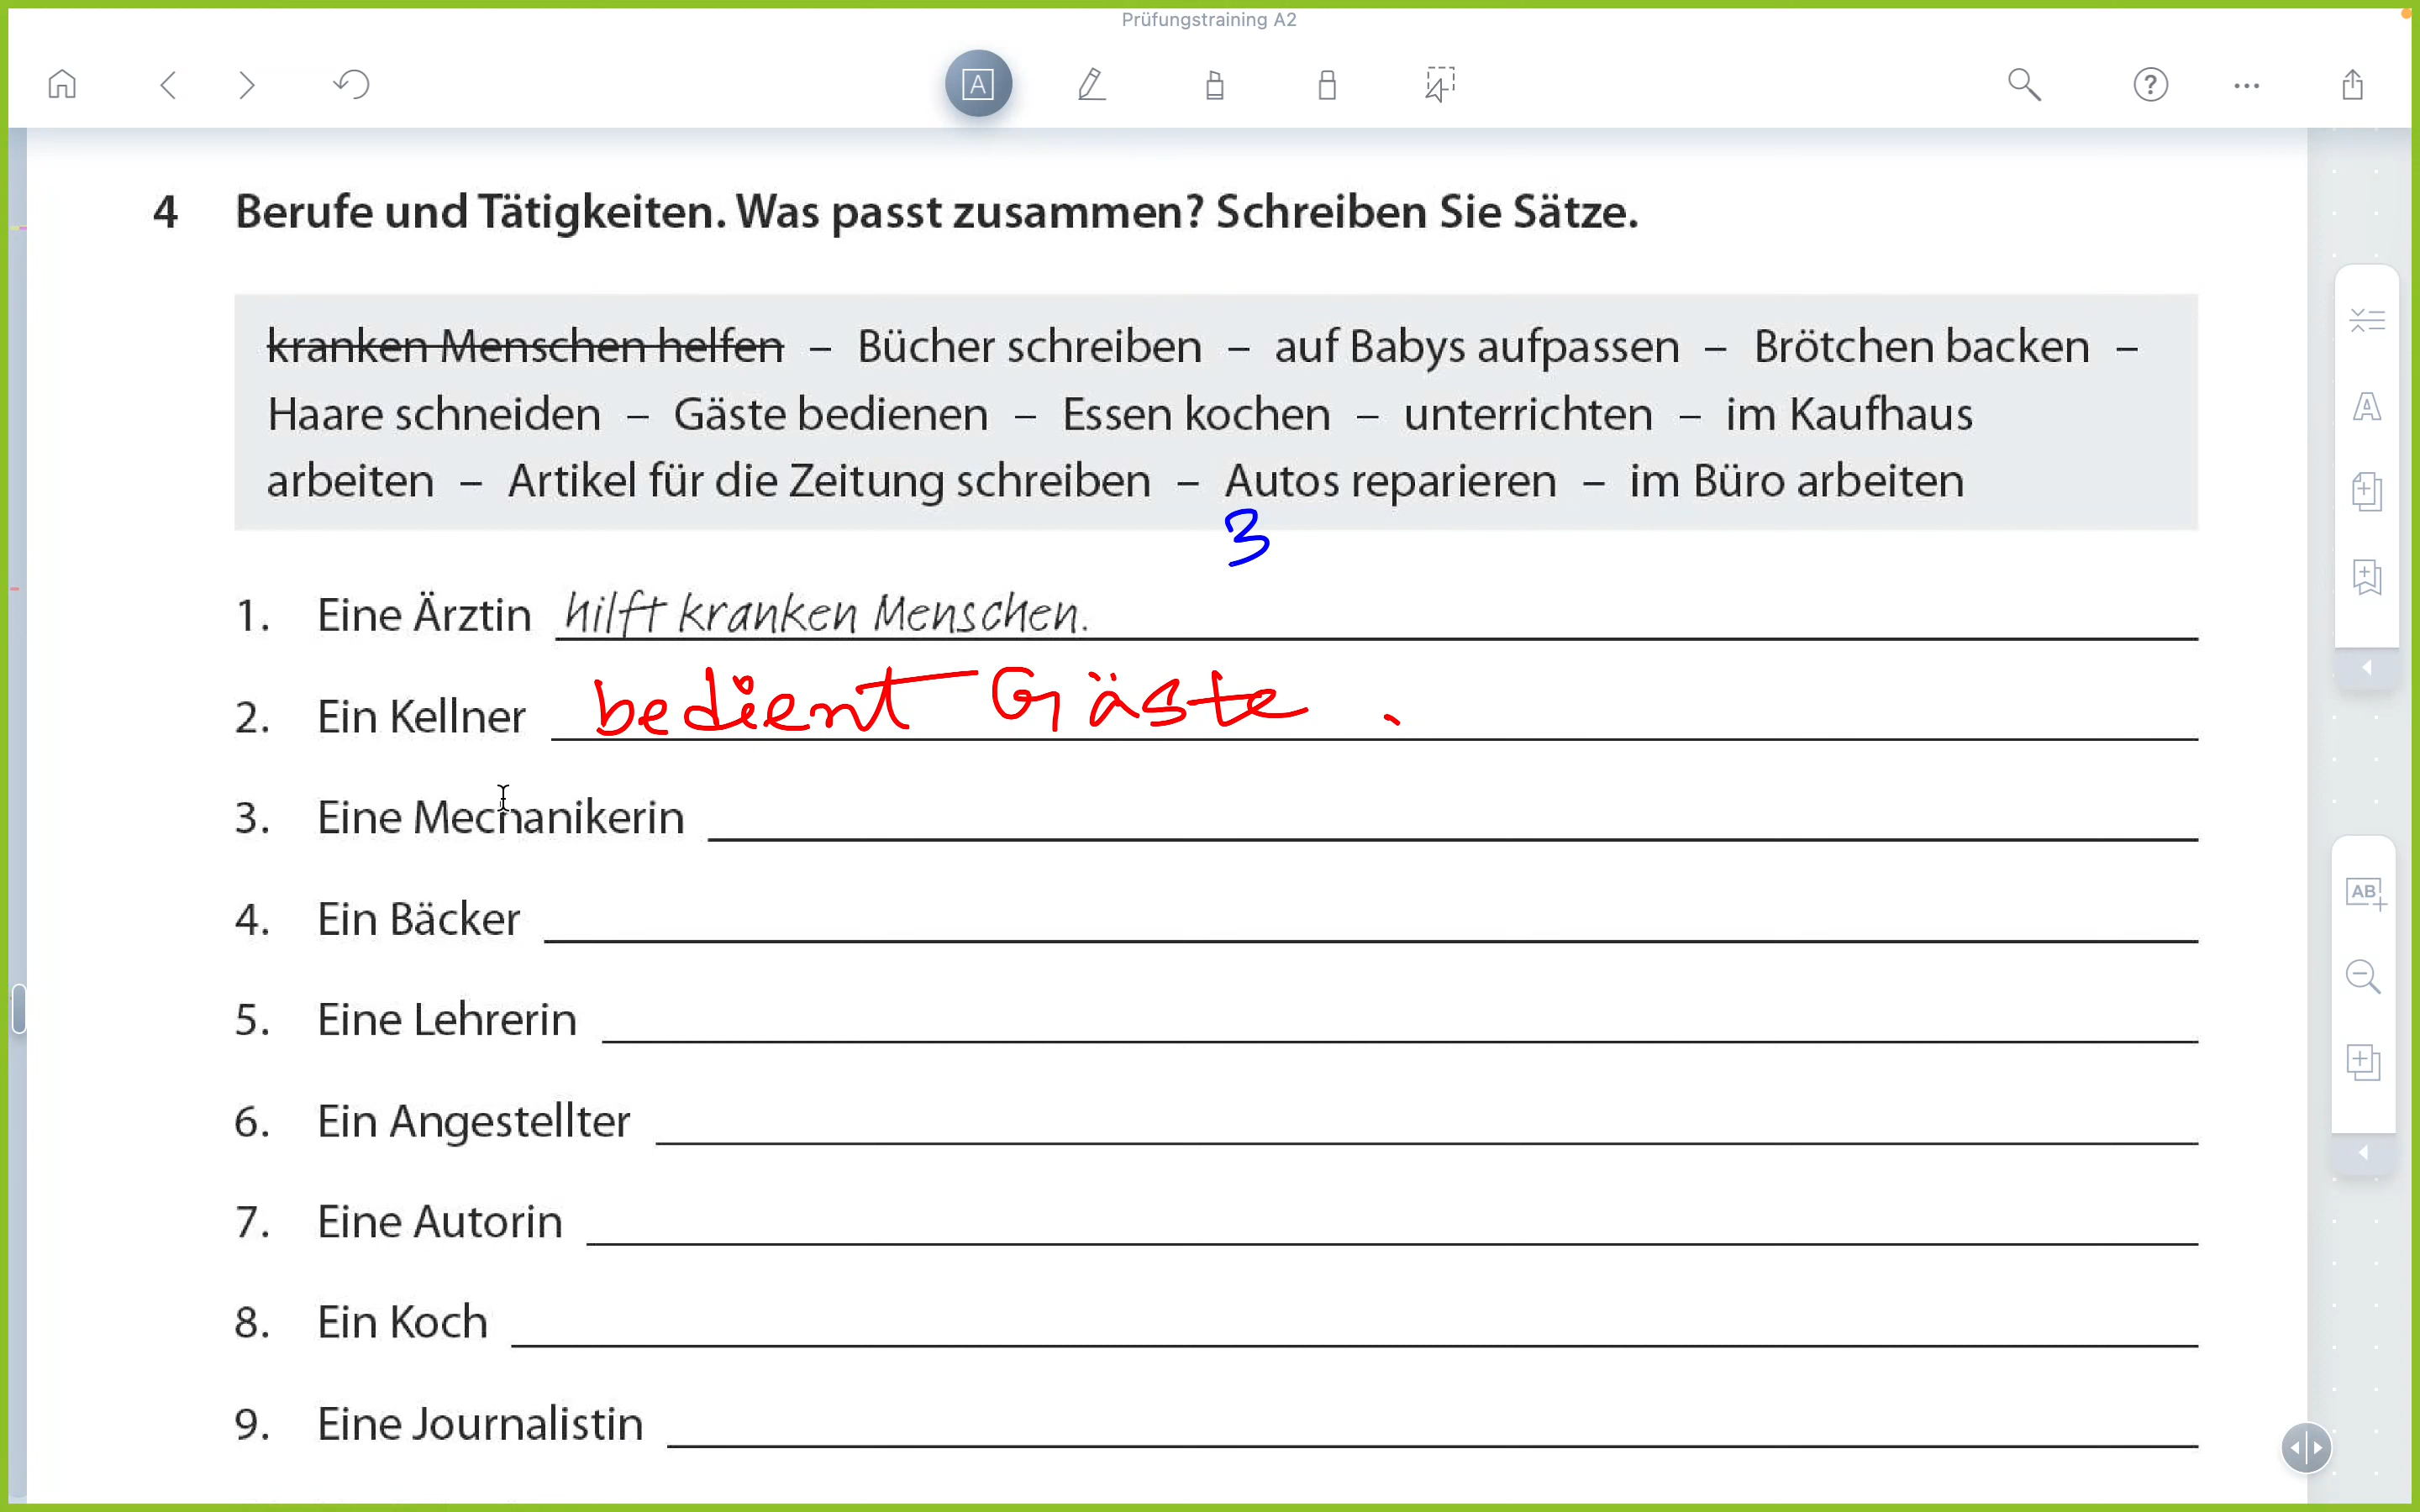 Prüfungstraining A2
4 Berufe und Tätigkeiten. Was passt zusammen? Schreiben Sie Sätze.
kranken Menschen helfen – Bücher schreiben – auf Babys aufpassen – Brötchen backen –
Haare schneiden – Gäste bedienen – Essen kochen – unterrichten – im Kaufhaus
arbeiten – Artikel für die Zeitung schreiben – Autos reparieren – im Büro arbeiten
3
1. Eine Ärztin hilft kranken Menschen.
2. Ein Kellner bedient Gäste.
3. Eine Mechanikerin
4. Ein Bäcker
5. Eine Lehrerin
6. Ein Angestellter
7. Eine Autorin
8. Ein Koch
9. Eine Journalistin